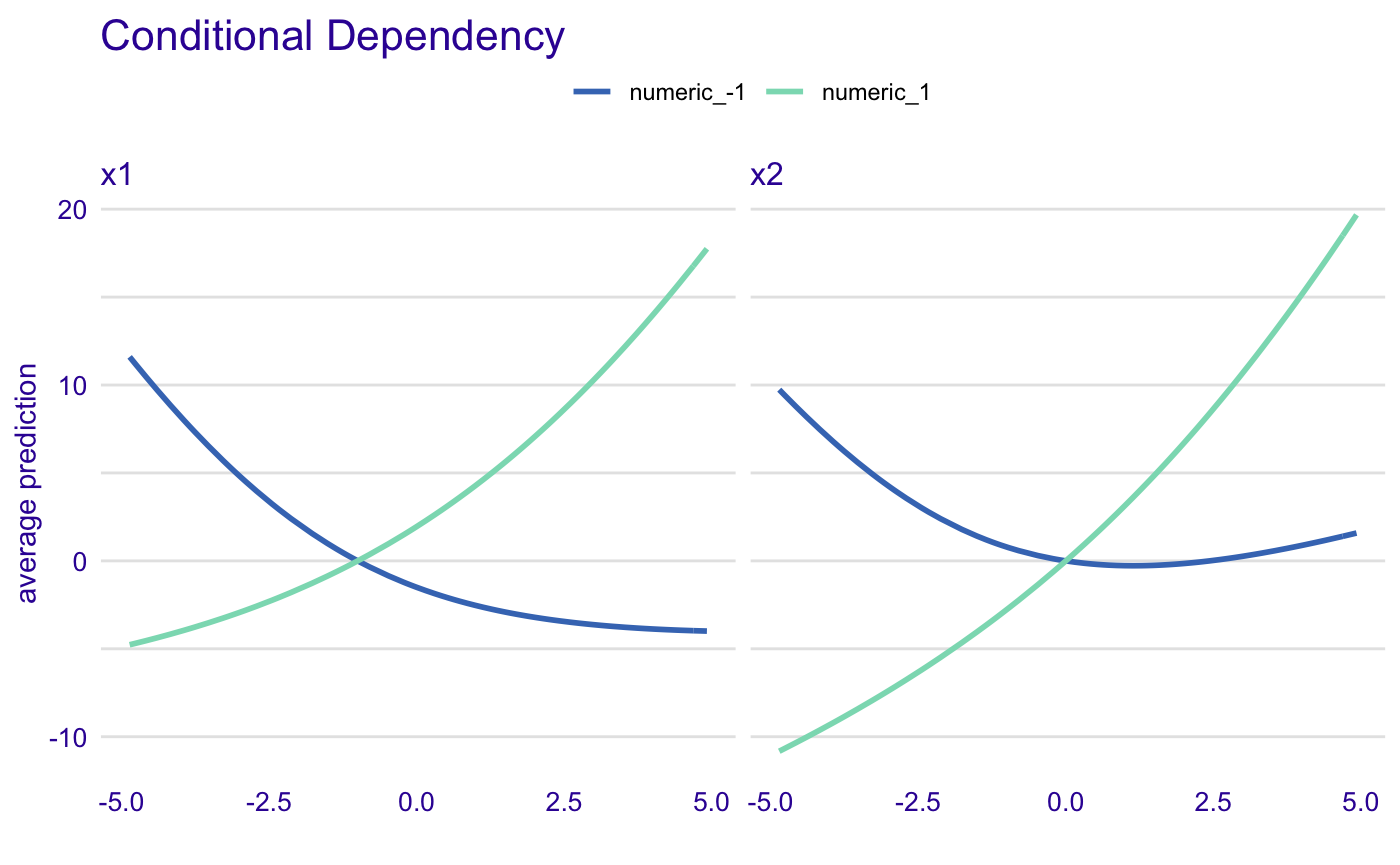 Conditional Dependency
numeric_-1 numeric_1
x1 x2
20
10
0
-10
average prediction
-5.0 -2.5 0.0 2.5 5.0 -5.0 -2.5 0.0 2.5 5.0